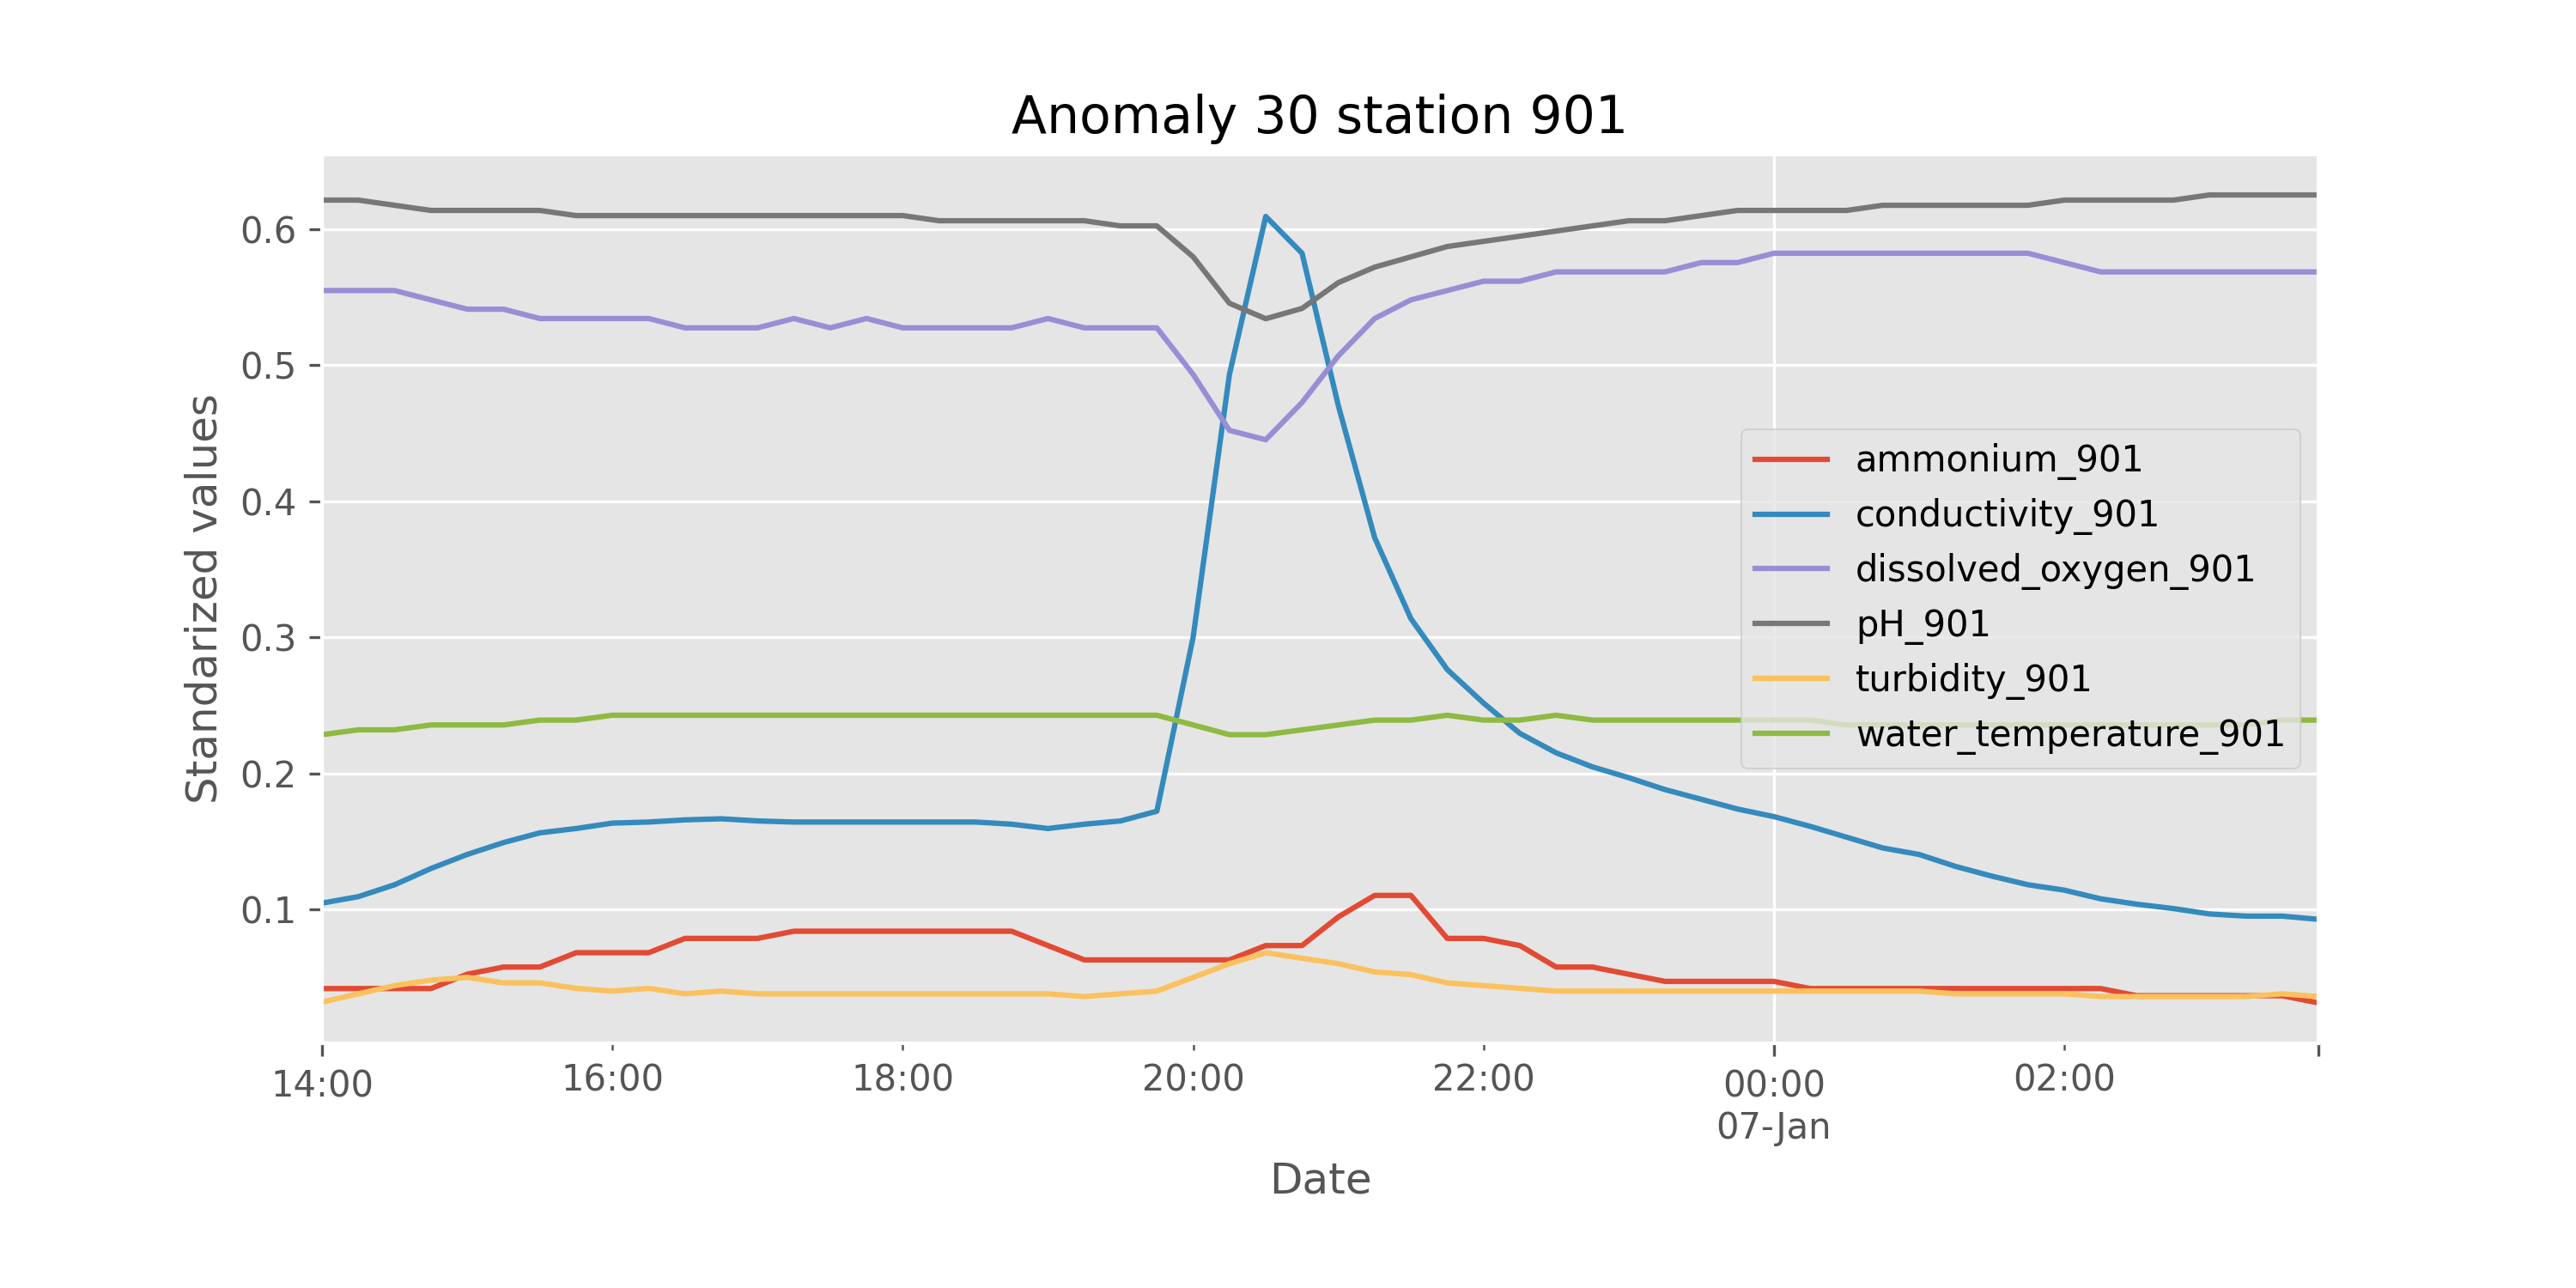 Anomaly 30 station 901
Standarized values
0.6
0.5
0.4
0.3
0.2
0.1
ammonium_901
conductivity_901
dissolved_oxygen_901
pH_901
turbidity_901
water_temperature_901
14:00 16:00 18:00 20:00 22:00 00:00 02:00
07-Jan
Date